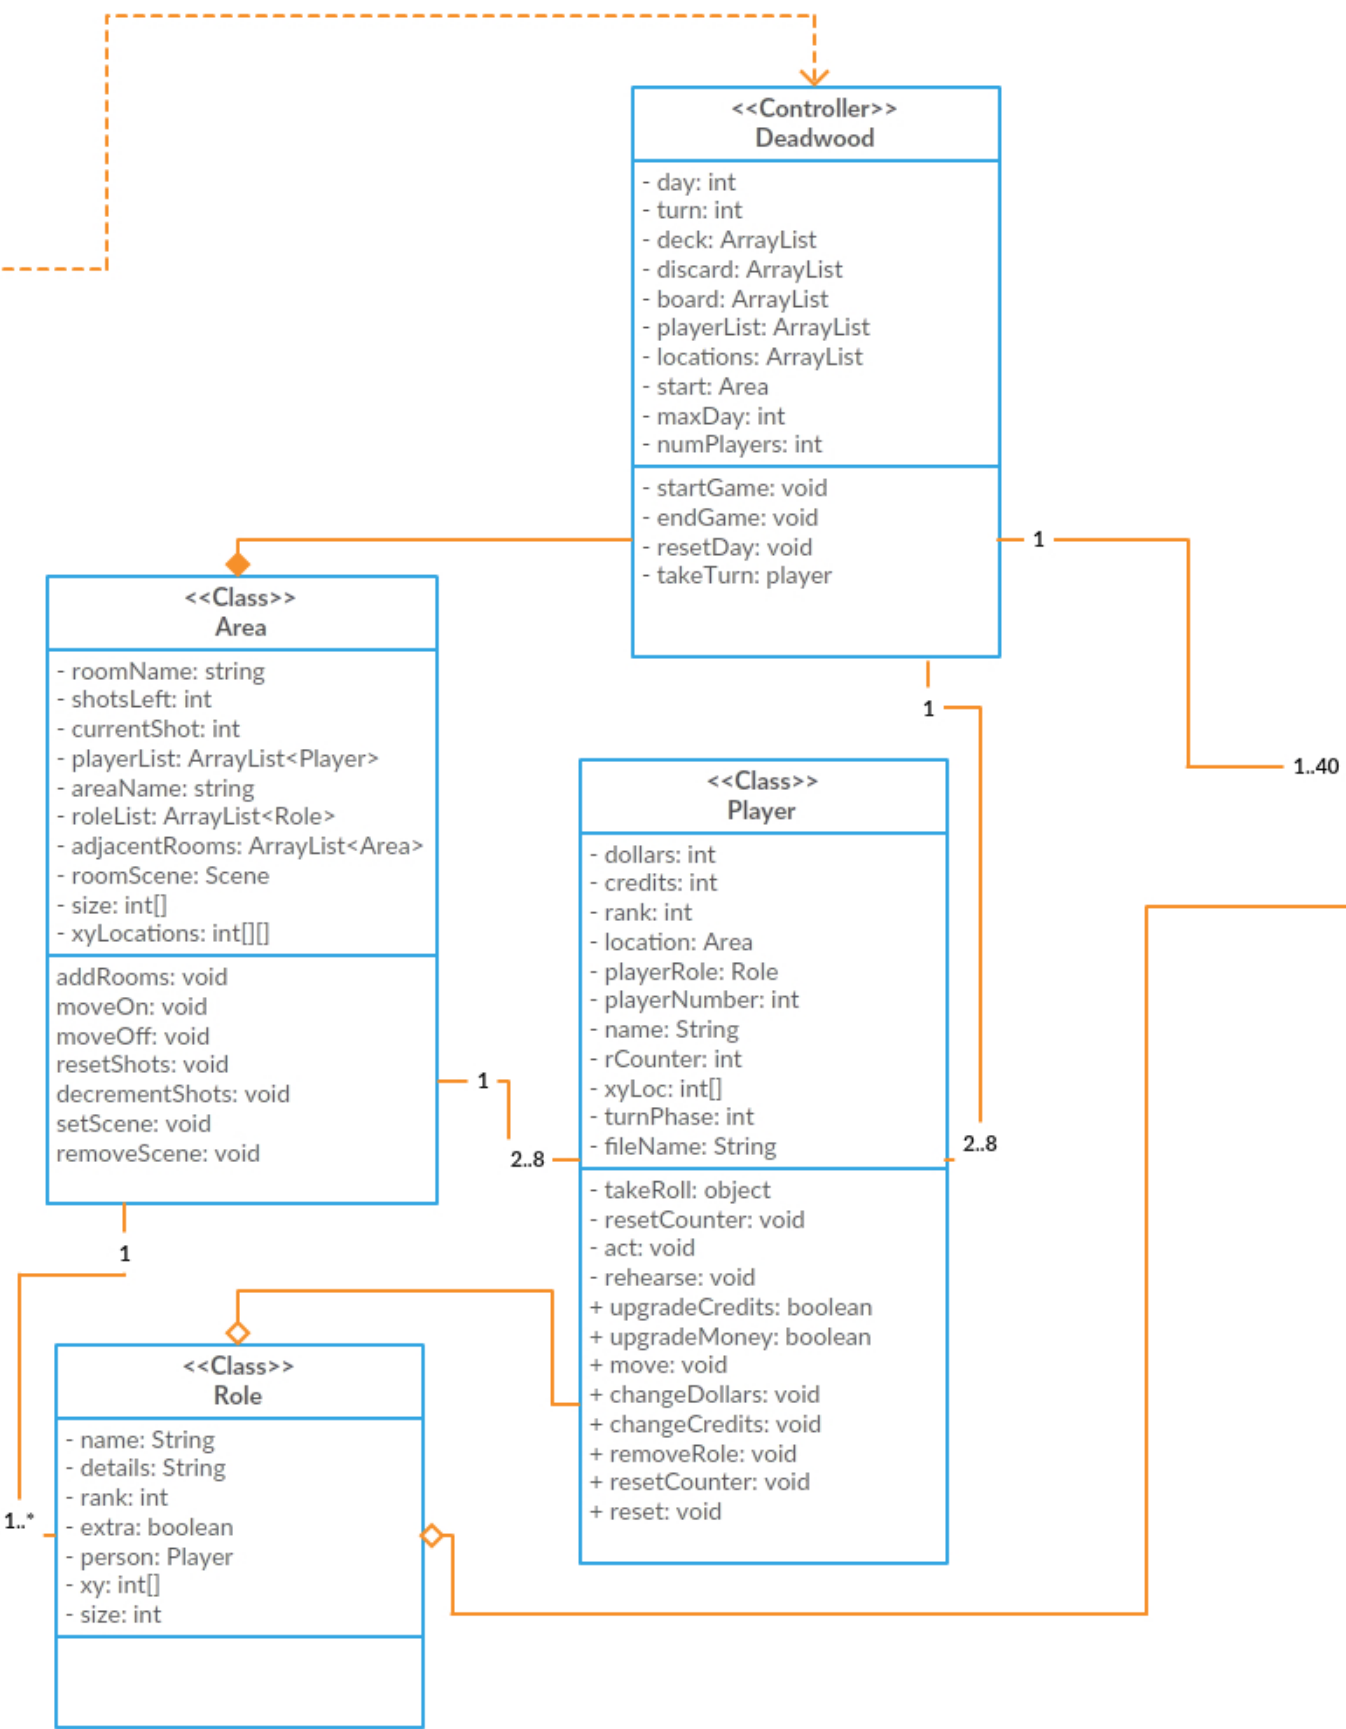 <<Controller>>
Deadwood
- day: int
- turn: int
- deck: ArrayList
- discard: ArrayList
- board: ArrayList
- playerList: ArrayList
- locations: ArrayList
- start: Area
- maxDay: int
- numPlayers: int
- startGame: void
- endGame: void
- resetDay: void
- takeTurn: player
1
1..40
1
2..8
<<Class>>
Area
- roomName: string
- shotsLeft: int
- currentShot: int
- playerList: ArrayList<Player>
- areaName: string
- roleList: ArrayList<Role>
- adjacentRooms: ArrayList<Area>
- roomScene: Scene
- size: int[]
- xyLocations: int[][]
addRooms: void
moveOn: void
moveOff: void
resetShots: void
decrementShots: void
setScene: void
removeScene: void
1
2..8
1
1..*
<<Class>>
Player
- dollars: int
- credits: int
- rank: int
- location: Area
- playerRole: Role
- playerNumber: int
- name: String
- rCounter: int
- xyLoc: int[]
- turnPhase: int
- fileName: String
- takeRoll: object
- resetCounter: void
- act: void
- rehearse: void
+ upgradeCredits: boolean
+ upgradeMoney: boolean
+ move: void
+ changeDollars: void
+ changeCredits: void
+ removeRole: void
+ resetCounter: void
+ reset: void
<<Class>>
Role
- name: String
- details: String
- rank: int
- extra: boolean
- person: Player
- xy: int[]
- size: int